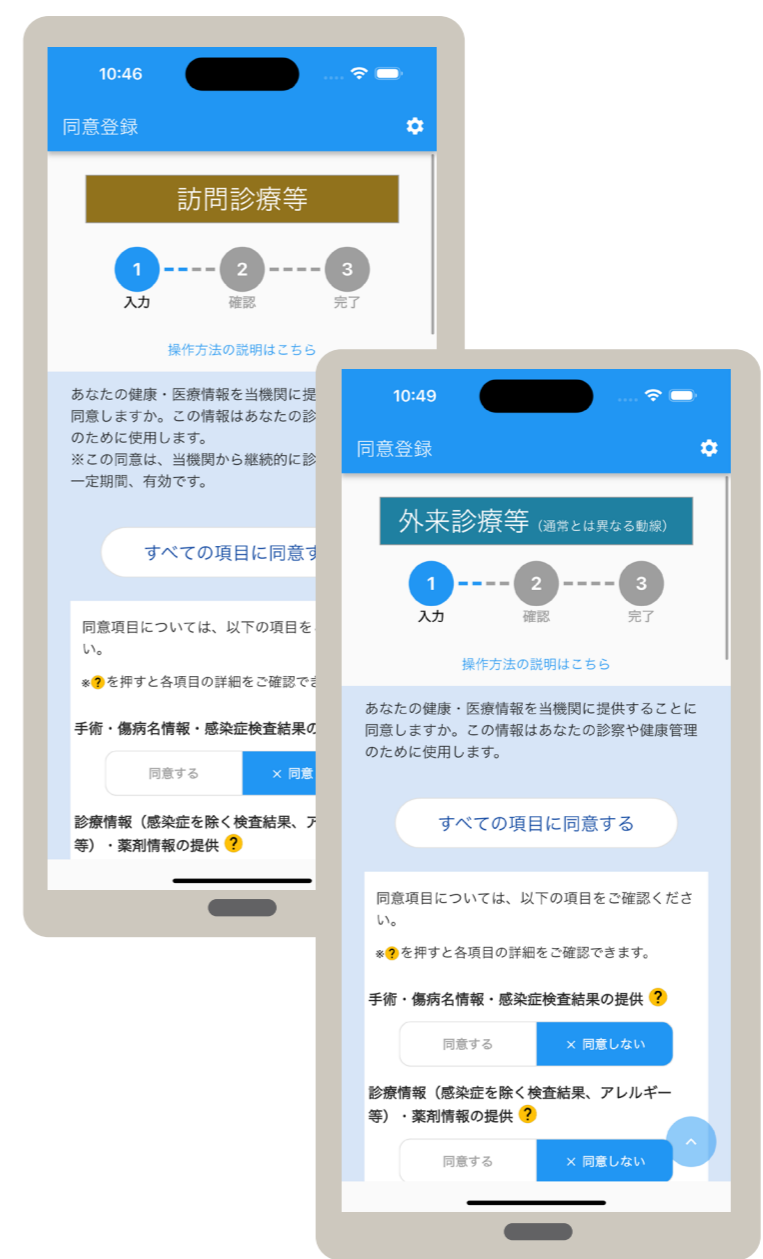 10:46
同意登録
訪問診療等
1 2 3
入力 確認 完了
操作方法の説明はこちら
あなたの健康・医療情報を当機関に提
同意しますか。この情報はあなたの診
のために使用します。
※この同意は、当機関から継続的に診
一定期間、有効です。
すべての項目に同意す
同意項目については、以下の項目を
い。
※?を押すと各項目の詳細をご確認でき
手術・傷病名情報・感染症検査結果の
同意する × 同意
診療情報（感染症を除く検査結果、ア
等）・薬剤情報の提供 ?
10:49
同意登録
外来診療等（通常とは異なる動線）
1 2 3
入力 確認 完了
操作方法の説明はこちら
あなたの健康・医療情報を当機関に提供することに
同意しますか。この情報はあなたの診察や健康管理
のために使用します。
すべての項目に同意する
同意項目については、以下の項目をご確認くださ
い。
※?を押すと各項目の詳細をご確認できます。
手術・傷病名情報・感染症検査結果の提供 ?
同意する × 同意しない
診療情報（感染症を除く検査結果、アレルギー
等）・薬剤情報の提供 ?
同意する × 同意しない